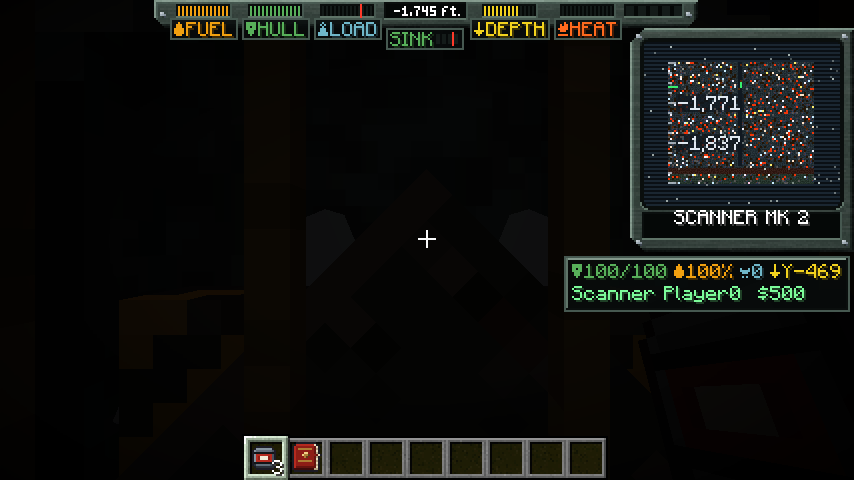 -1.745 ft.
FUEL
HULL
LOAD
SINK
DEPTH
HEAT
-1,771
-1,837
SCANNER MK 2
100/100 100% 0 Y-469
Scanner Player0 $500
3